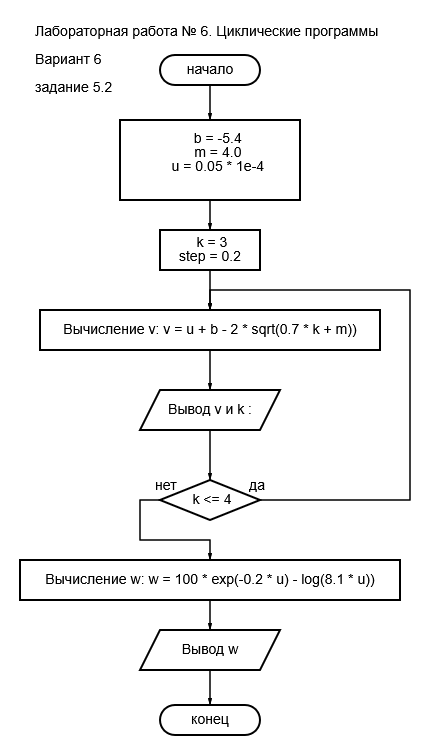 Лабораторная работа № 6. Циклические программы
Вариант 6
задание 5.2
начало
b = -5.4
m = 4.0
u = 0.05 * 1e-4
k = 3
step = 0.2
Вычисление v: v = u + b - 2 * sqrt(0.7 * k + m))
Вывод v и k :
нет
да
k <= 4
Вычисление w: w = 100 * exp(-0.2 * u) - log(8.1 * u))
Вывод w
конец